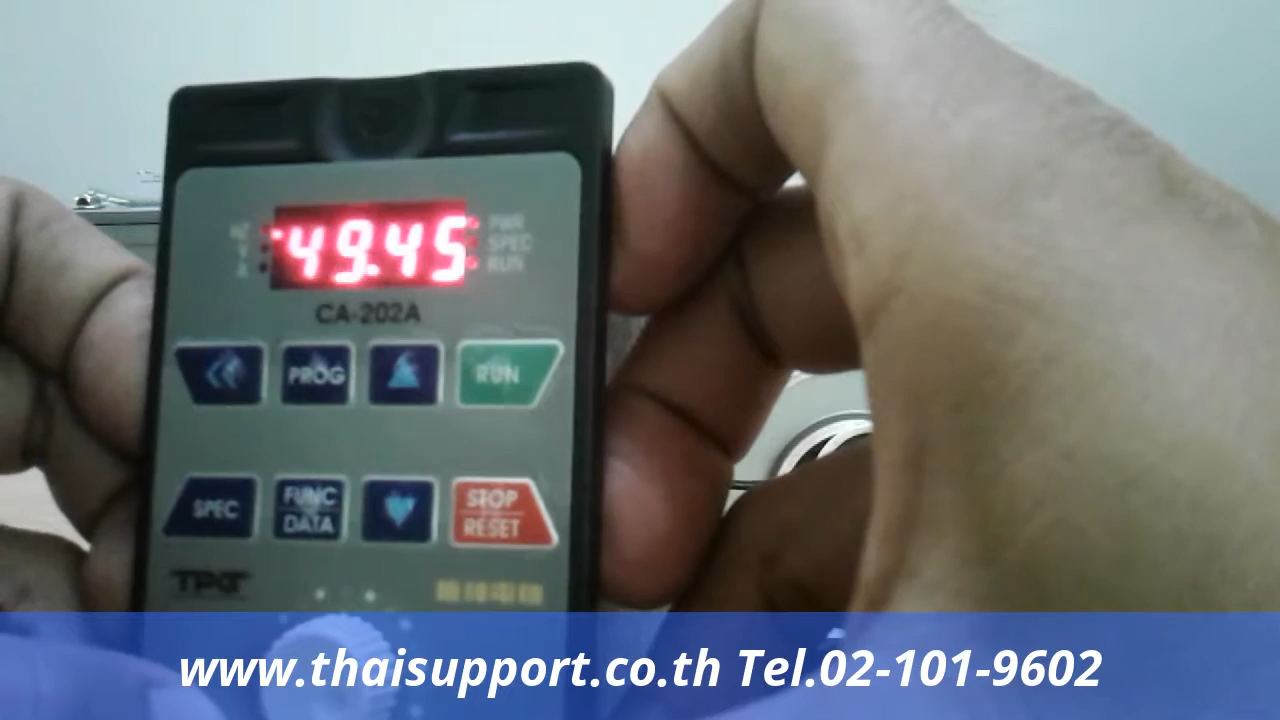 49.45
PWR
SPEC
RUN
CA-202A
PROG
RUN
SPEC
FUNC
DATA
STOP
RESET
TPG
www.thaisupport.co.th Tel.02-101-9602